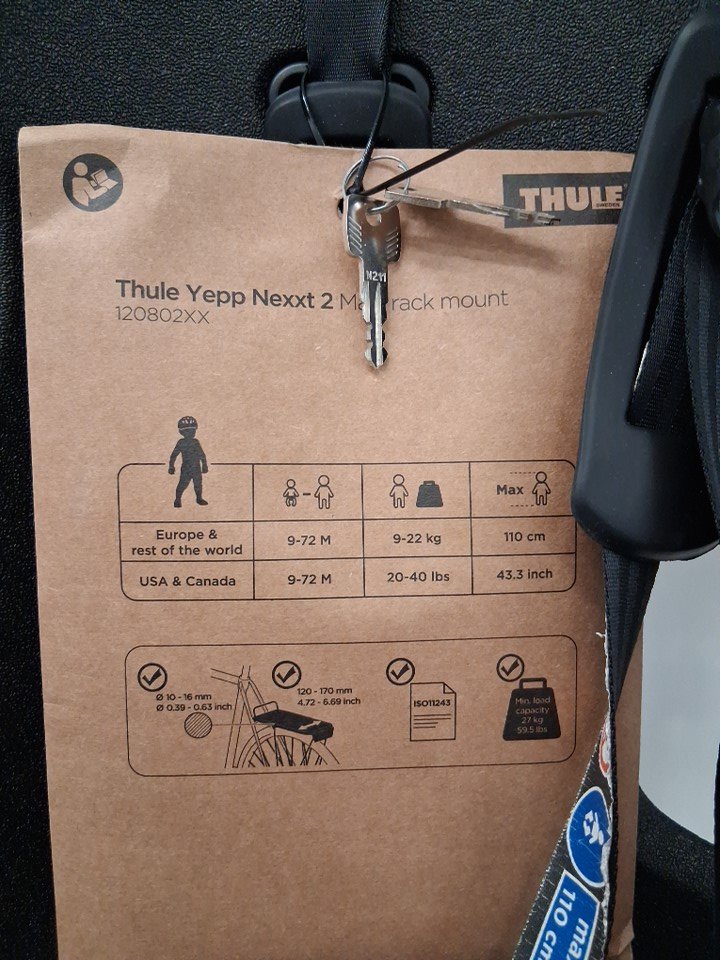 THULE
SWEDEN
N211
Thule Yepp Nexxt 2 rack mount
120802XX
Max
Europe &
rest of the world
9-72 M
9-22 kg
110 cm
USA & Canada
9-72 M
20-40 lbs
43.3 inch
Ø 10 - 16 mm
Ø 0.39 - 0.63 inch
120 - 170 mm
4.72 - 6.69 inch
ISO11243
Min. load
capacity
27 kg
59.5 lbs
110 cm